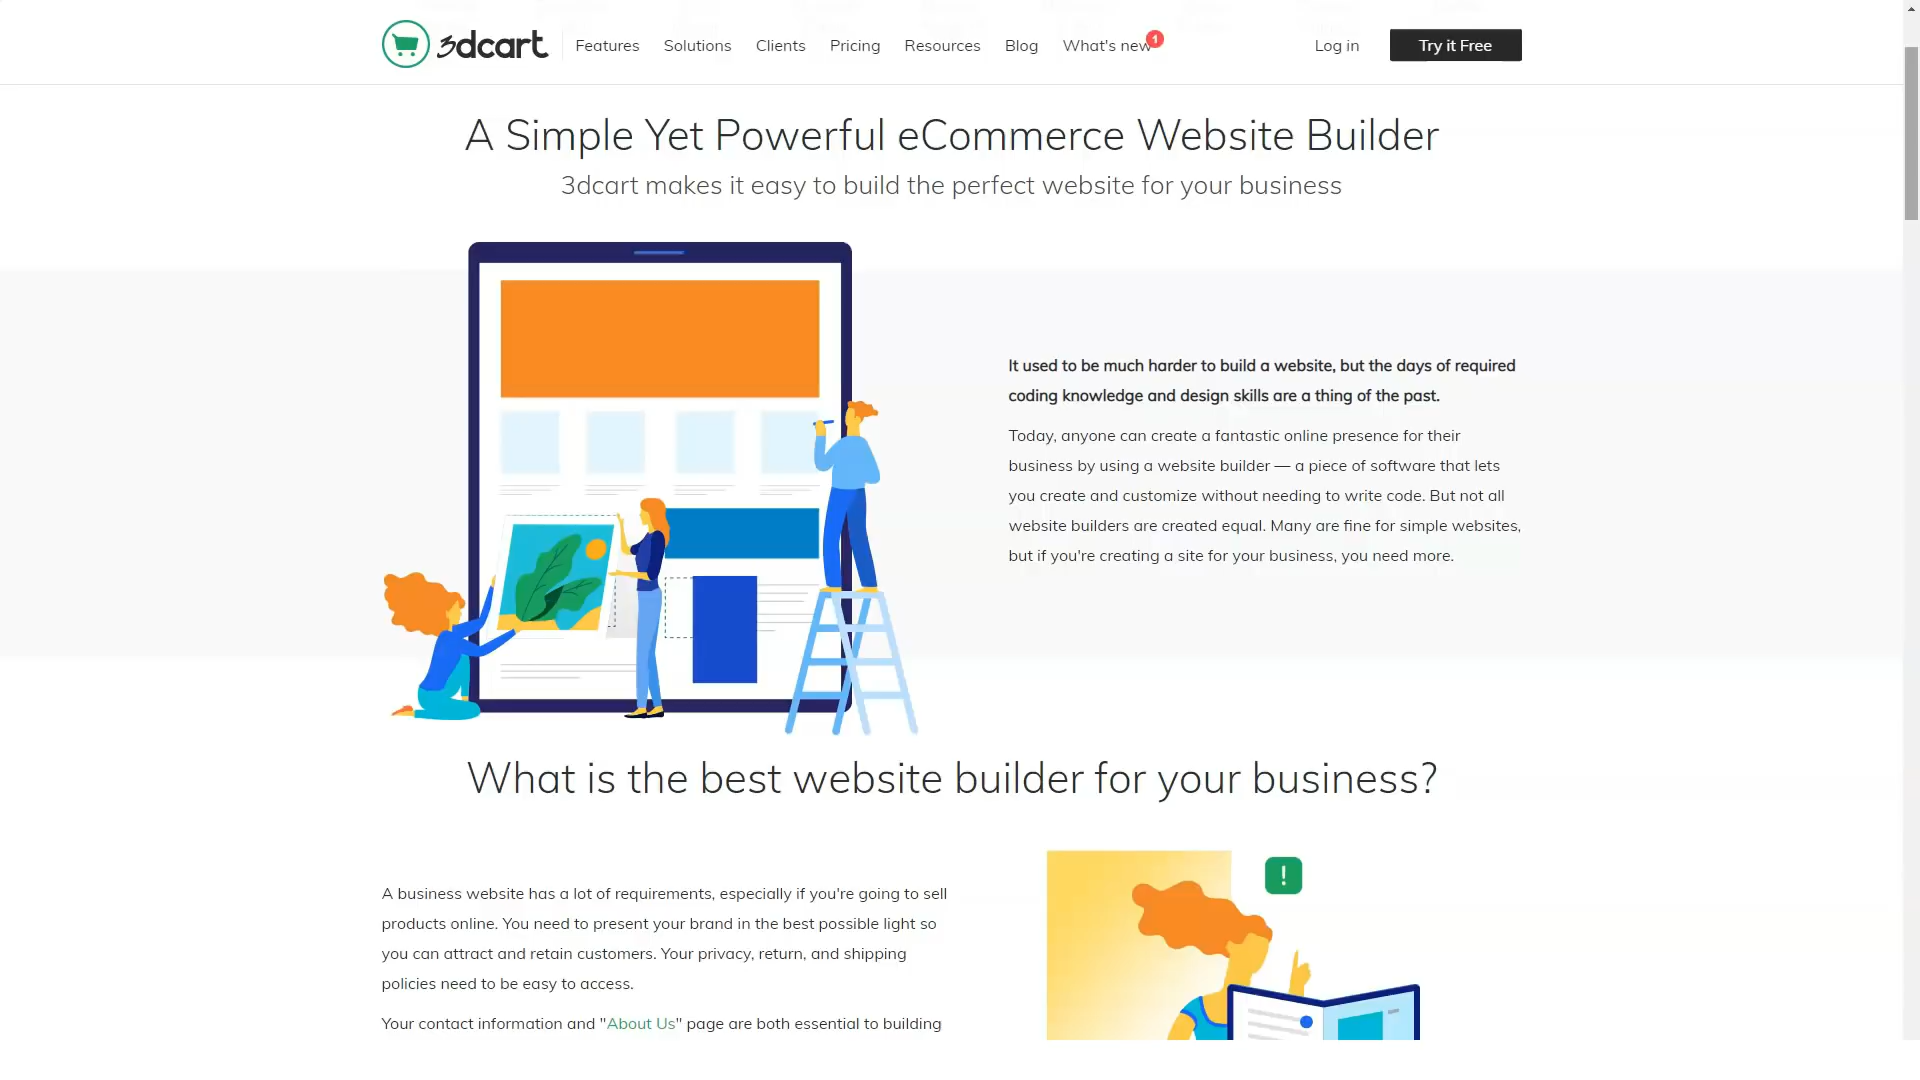 3dcart
Features Solutions Clients Pricing Resources Blog What's new 1 Log in Try it Free
A Simple Yet Powerful eCommerce Website Builder
3dcart makes it easy to build the perfect website for your business
It used to be much harder to build a website, but the days of required
coding knowledge and design skills are a thing of the past.
Today, anyone can create a fantastic online presence for their
business by using a website builder — a piece of software that lets
you create and customize without needing to write code. But not all
website builders are created equal. Many are fine for simple websites,
but if you're creating a site for your business, you need more.
What is the best website builder for your business?
A business website has a lot of requirements, especially if you're going to sell
products online. You need to present your brand in the best possible light so
you can attract and retain customers. Your privacy, return, and shipping
policies need to be easy to access.
Your contact information and "About Us" page are both essential to building
!